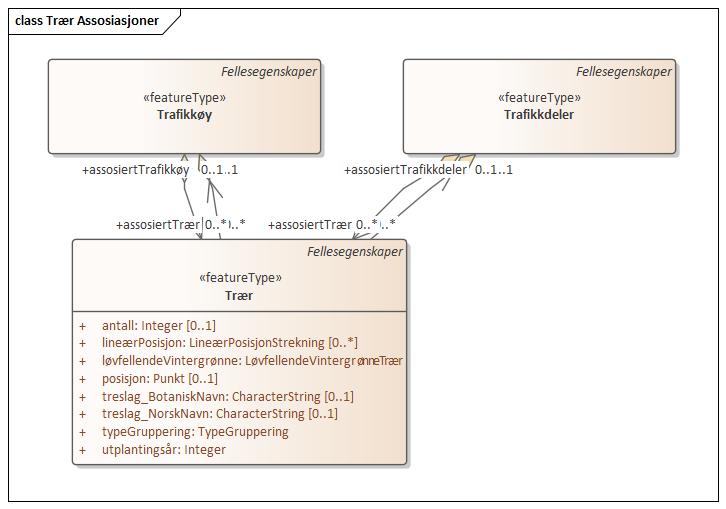 class Trær Assosiasjoner
Fellesegenskaper
«featureType»
Trafikkøy
Fellesegenskaper
«featureType»
Trafikkdeler
+assosiertTrafikkøy 0..1..1
+assosiertTrafikkdeler 0..1..1
+assosiertTrær 0..* 0..*
+assosiertTrær 0..* 0..*
Fellesegenskaper
«featureType»
Trær
+ antall: Integer [0..1]
+ lineærPosisjon: LineærPosisjonStrekning [0..*]
+ løvfellendeVintergrønne: LøvfellendeVintergrønneTrær
+ posisjon: Punkt [0..1]
+ treslag_BotaniskNavn: CharacterString [0..1]
+ treslag_NorskNavn: CharacterString [0..1]
+ typeGruppering: TypeGruppering
+ utplantingsår: Integer